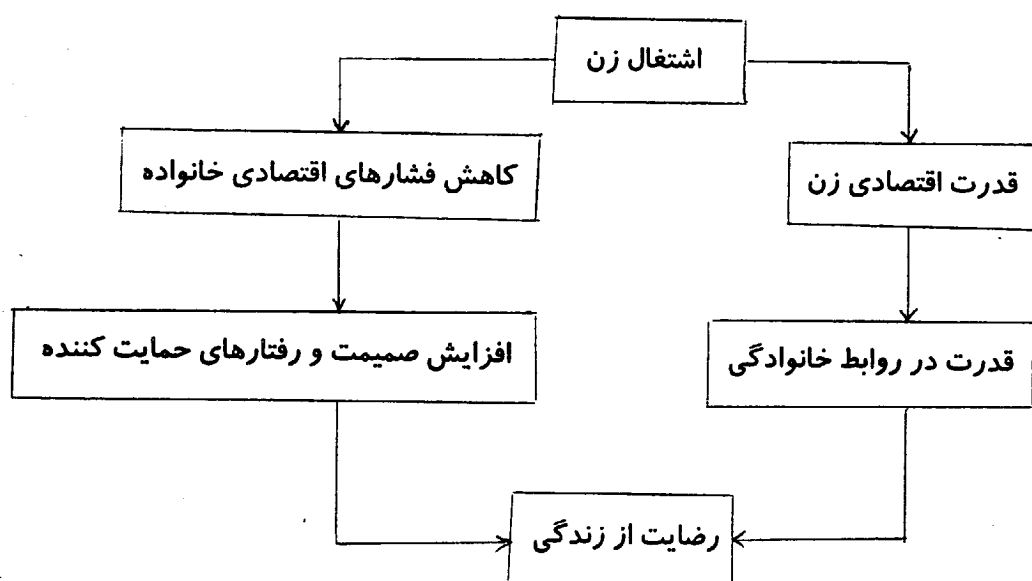 اشتغال زن
قدرت اقتصادی زن
کاهش فشارهای اقتصادی خانواده
قدرت در روابط خانوادگی
افزایش صمیمت و رفتارهای حمایت کننده
رضایت از زندگی